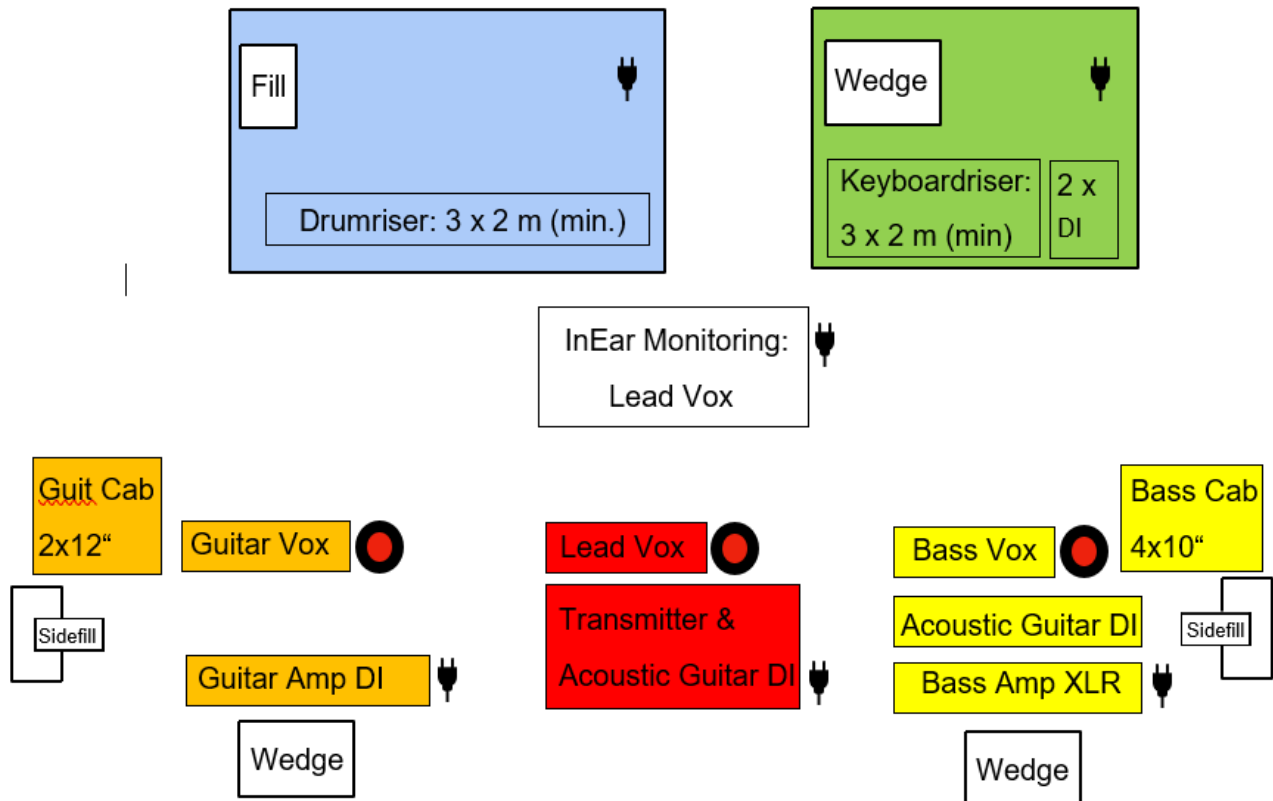 Fill
Wedge
Drumriser: 3 x 2 m (min.)
Keyboardriser:
3 x 2 m (min)
2 x
DI
InEar Monitoring:
Lead Vox
Guit Cab
2x12“
Guitar Vox
Lead Vox
Bass Vox
Bass Cab
4x10“
Sidefill
Transmitter &
Acoustic Guitar DI
Acoustic Guitar DI
Sidefill
Guitar Amp DI
Bass Amp XLR
Wedge
Wedge